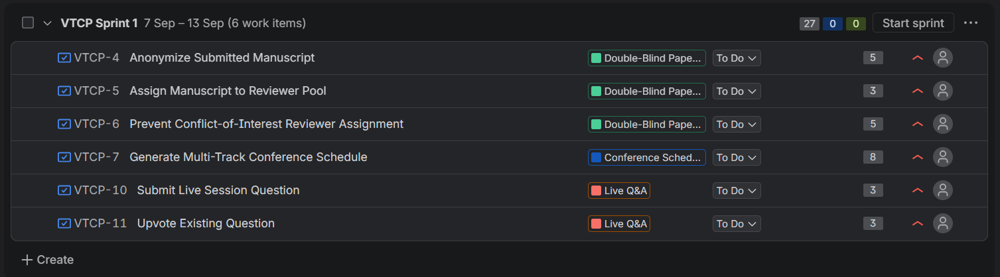 VTCP Sprint 1 7 Sep – 13 Sep (6 work items) 27 0 0 Start sprint
VTCP-4 Anonymize Submitted Manuscript Double-Blind Pape... To Do 5
VTCP-5 Assign Manuscript to Reviewer Pool Double-Blind Pape... To Do 3
VTCP-6 Prevent Conflict-of-Interest Reviewer Assignment Double-Blind Pape... To Do 5
VTCP-7 Generate Multi-Track Conference Schedule Conference Sched... To Do 8
VTCP-10 Submit Live Session Question Live Q&A To Do 3
VTCP-11 Upvote Existing Question Live Q&A To Do 3
Create